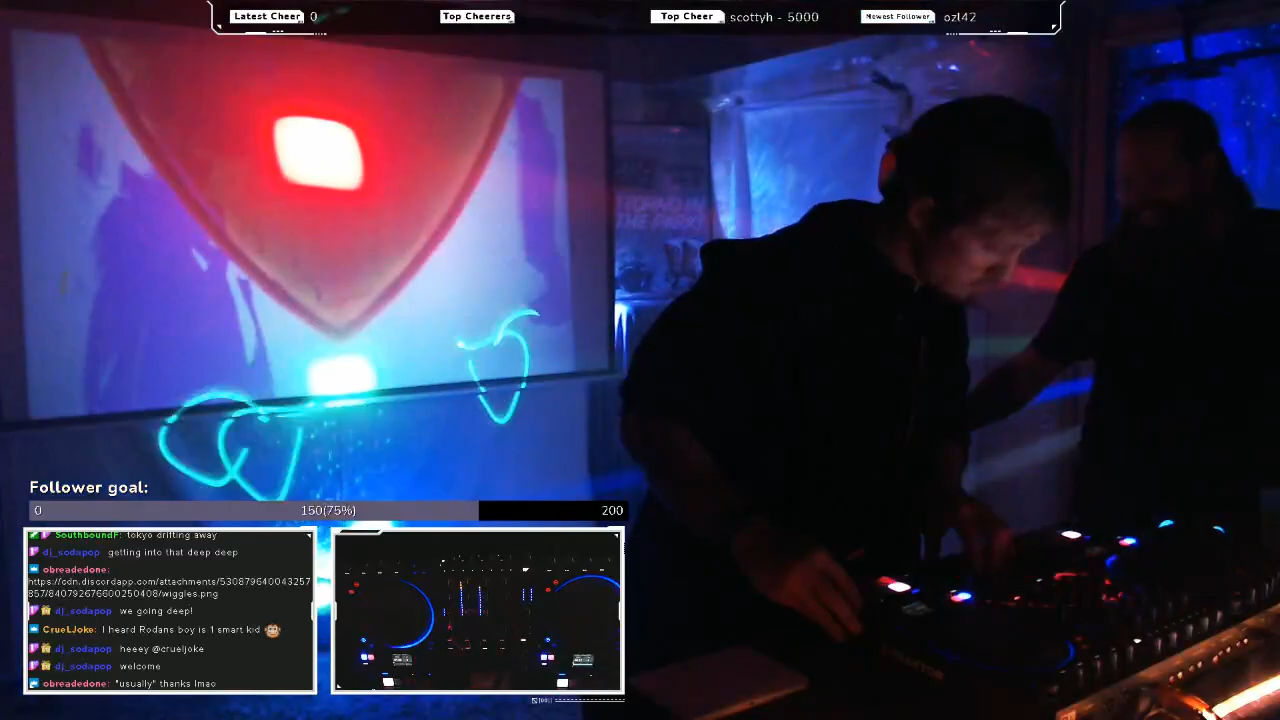 Latest Cheer 0
Top Cheerers
Top Cheer scottyh - 5000
Newest Follower ozl42
Follower goal:
0 150(75%) 200
SouthboundF: tokyo drifting away
dj_sodapop getting into that deep deep
obreadedone:
https://cdn.discordapp.com/attachments/530879640043257
857/840792676600250408/wiggles.png
dj_sodapop we going deep!
CrueLJoke: I heard Rodans boy is 1 smart kid
dj_sodapop heeey @crueljoke
dj_sodapop welcome
obreadedone: "usually" thanks lmao